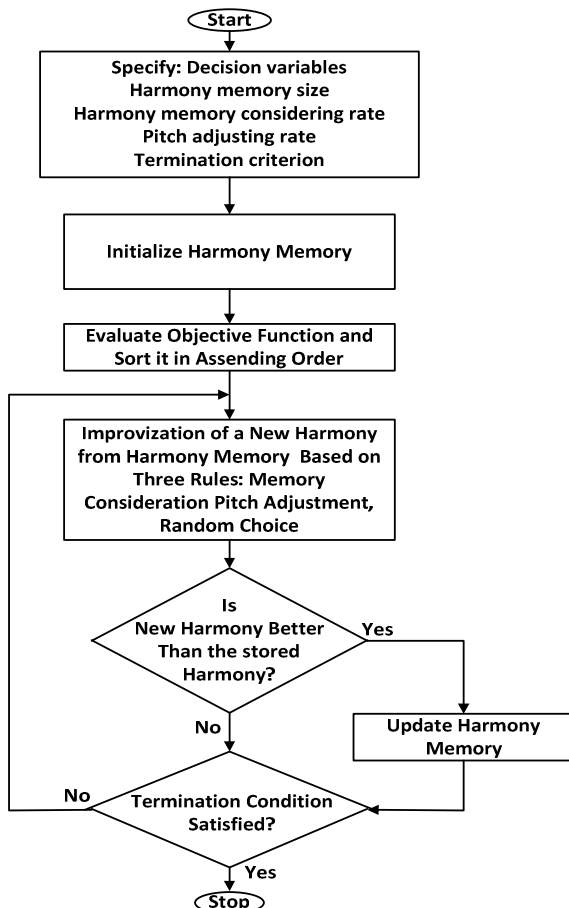 Start
Specify: Decision variables
Harmony memory size
Harmony memory considering rate
Pitch adjusting rate
Termination criterion
Initialize Harmony Memory
Evaluate Objective Function and
Sort it in Assending Order
Improvization of a New Harmony
from Harmony Memory Based on
Three Rules: Memory
Consideration Pitch Adjustment,
Random Choice
Is
New Harmony Better
Than the stored
Harmony?
Yes
No
Update Harmony
Memory
Termination Condition
Satisfied?
No
Yes
Stop